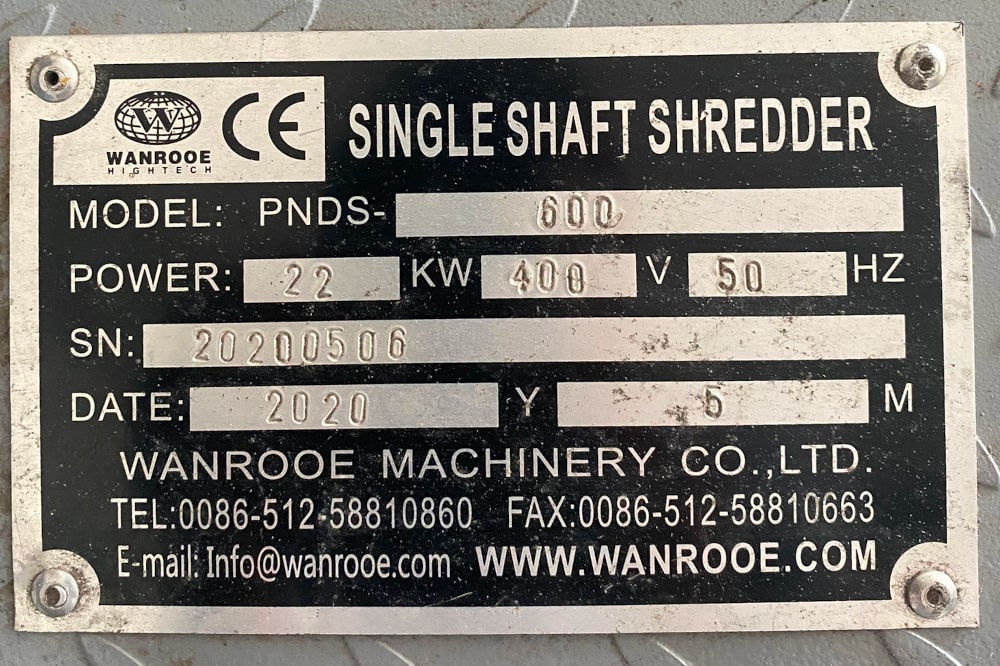 W
WANROOE
HIGHTECH
CE
SINGLE SHAFT SHREDDER
MODEL: PNDS- 600
POWER: 22 KW 400 V 50 HZ
SN: 20200506
DATE: 2020 Y 5 M
WANROOE MACHINERY CO.,LTD.
TEL:0086-512-58810860 FAX:0086-512-58810663
E-mail: Info@wanrooe.com WWW.WANROOE.COM